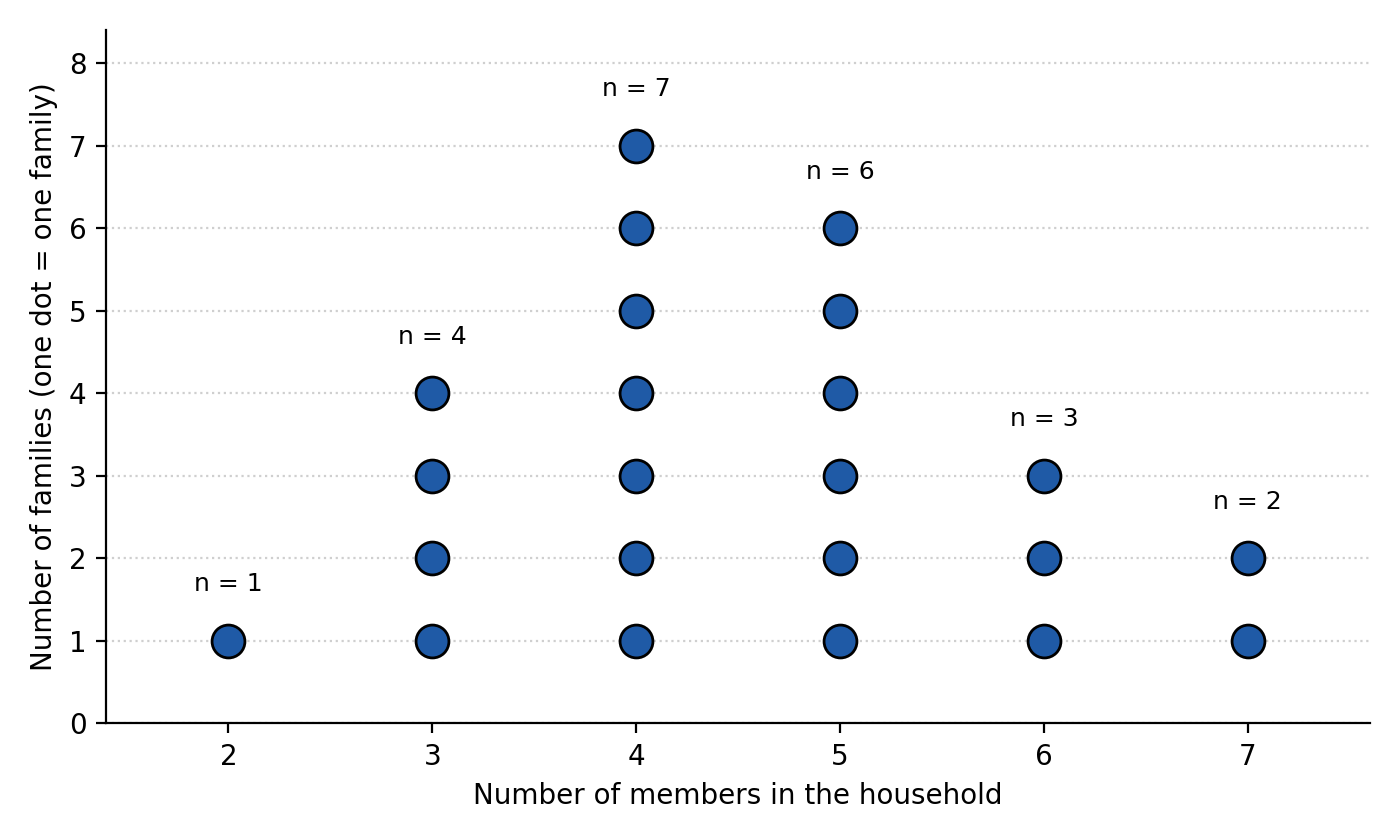 Number of families (one dot = one family)
8
7
6
5
4
3
2
1
0
n = 1
n = 4
n = 7
n = 6
n = 3
n = 2
2 3 4 5 6 7
Number of members in the household